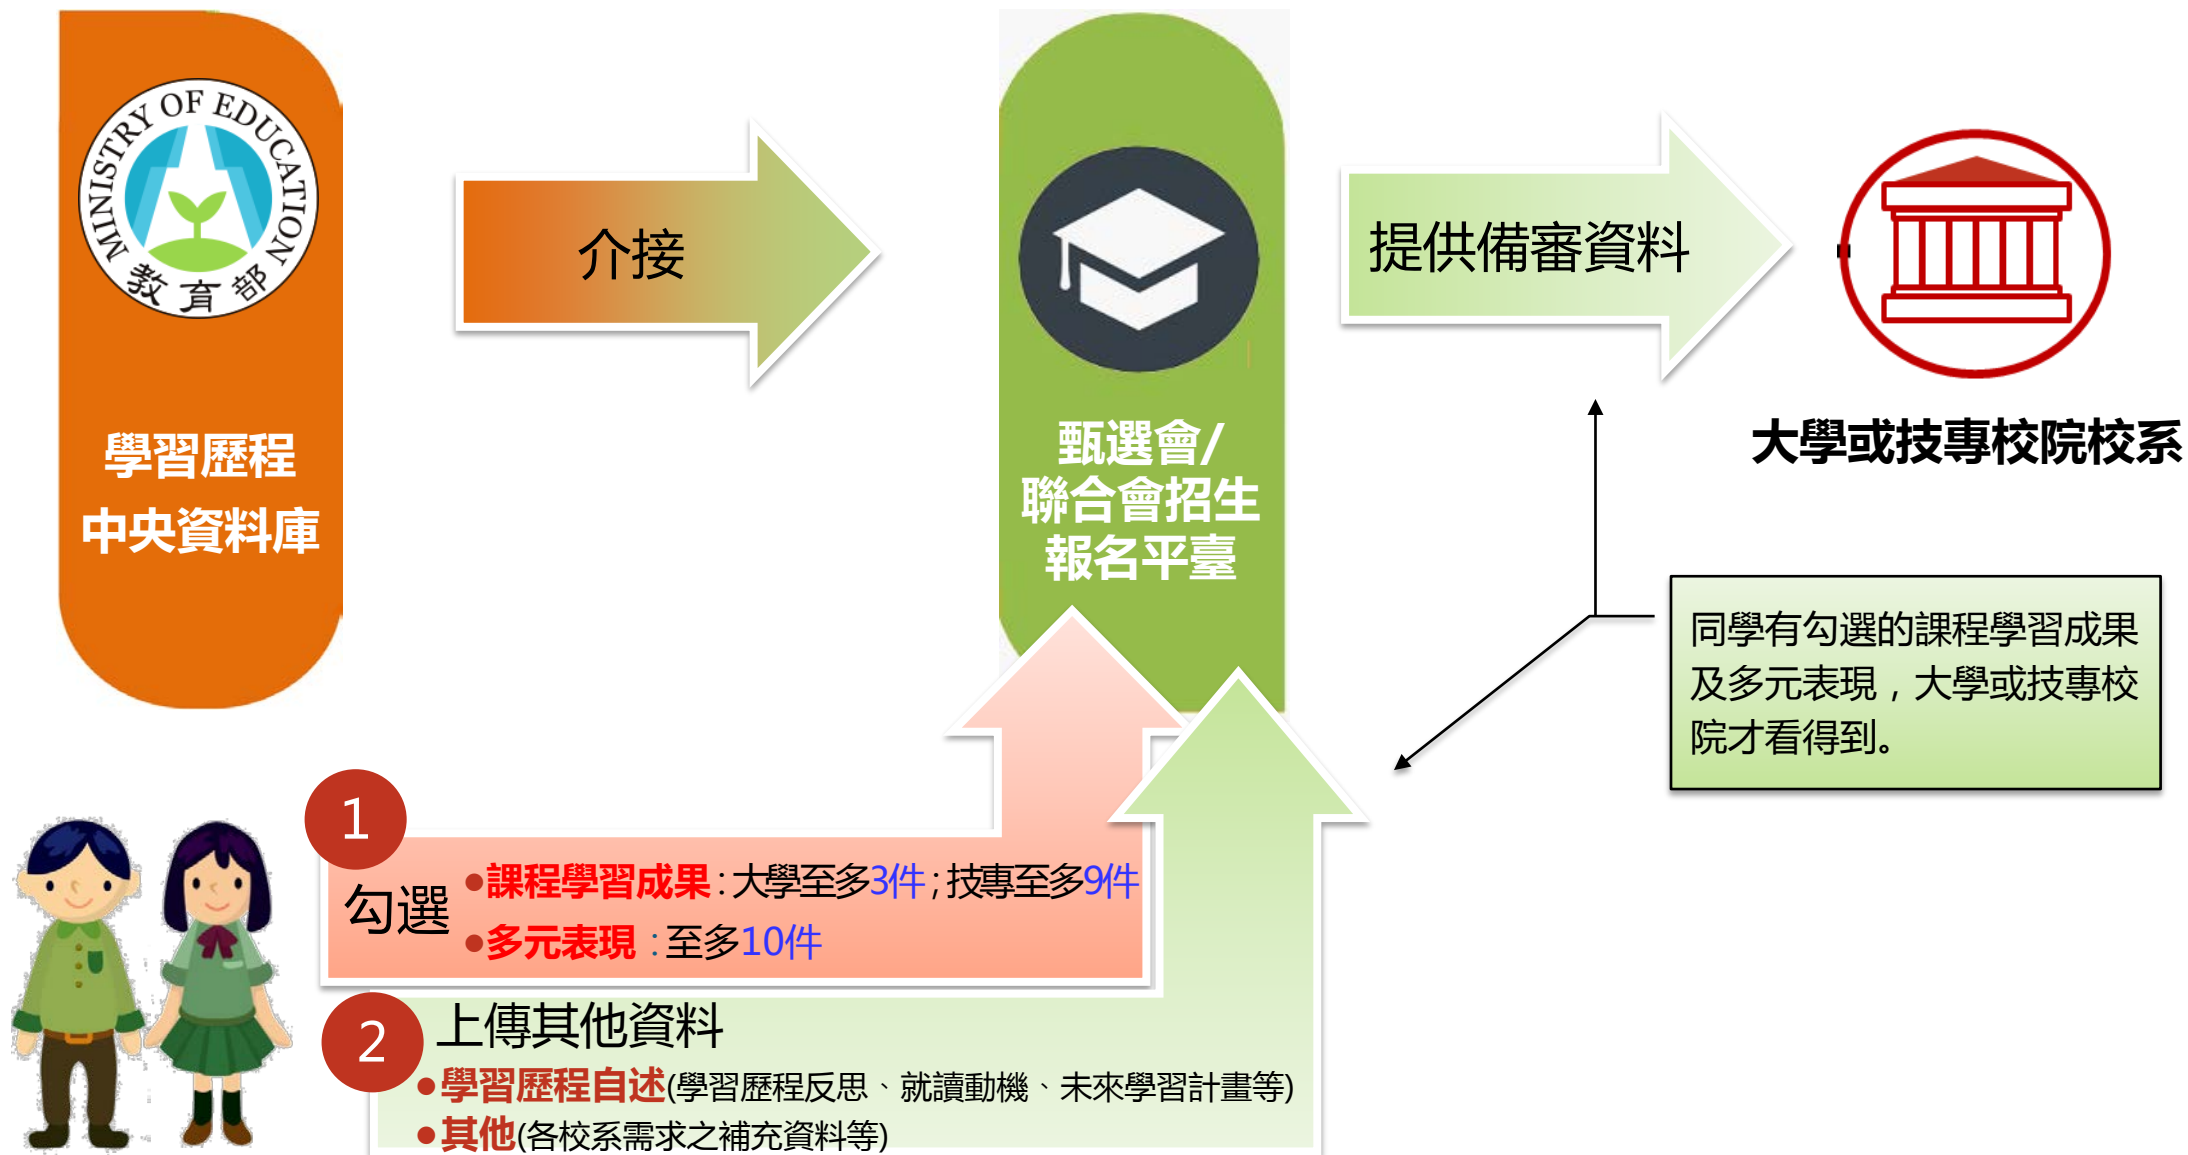 MINISTRY OF EDUCATION
教育部
學習歷程
中央資料庫
介接
甄選會/
聯合會招生
報名平臺
提供備審資料
大學或技專校院校系
同學有勾選的課程學習成果
及多元表現，大學或技專校
院才看得到。
1
勾選
●課程學習成果：大學至多3件；技專至多9件
●多元表現：至多10件
2
上傳其他資料
●學習歷程自述(學習歷程反思、就讀動機、未來學習計畫等)
●其他(各校系需求之補充資料等)